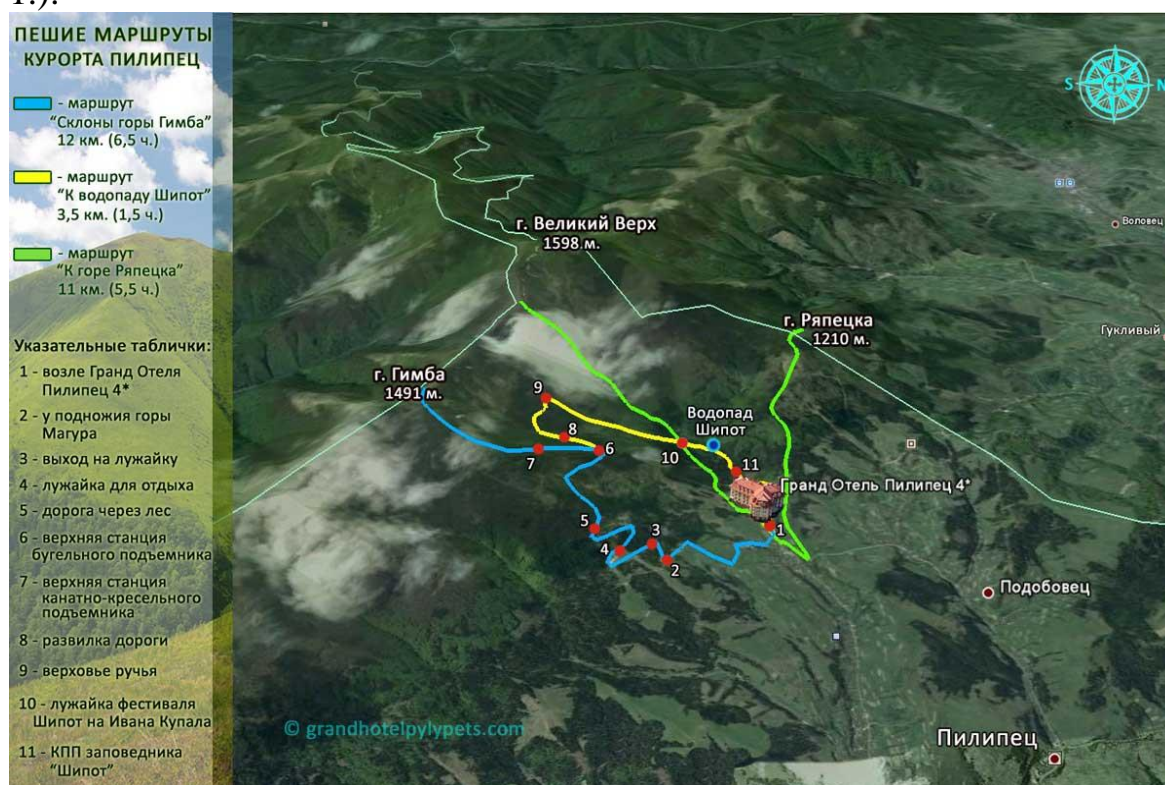 1.).
ПЕШИЕ МАРШРУТЫ
КУРОРТА ПИЛИПЕЦ
- маршрут
"Склоны горы Гимба"
12 км. (6,5 ч.)
- маршрут
"К водопаду Шипот"
3,5 км. (1,5 ч.)
- маршрут
"К горе Ряпецка"
11 км. (5,5 ч.)
Указательные таблички:
1 - возле Гранд Отеля
Пилипец 4*
2 - у подножия горы
Магура
3 - выход на лужайку
4 - лужайка для отдыха
5 - дорога через лес
6 - верхняя станция
бугельного подъемника
7 - верхняя станция
канатно-кресельного
подъемника
8 - развилка дороги
9 - верховье ручья
10 - лужайка фестиваля
Шипот на Ивана Купала
11 - КПП заповедника
"Шипот"
S
N
Воловец
г. Великий Верх
1598 м.
г. Ряпецка
1210 м.
Гукливый
г. Гимба
1491 м.
9
Водопад
Шипот
8
7
6
10
11
Гранд Отель Пилипец 4*
5
4
3
2
1
Подобовец
© grandhotelpylypets.com
Пилипец